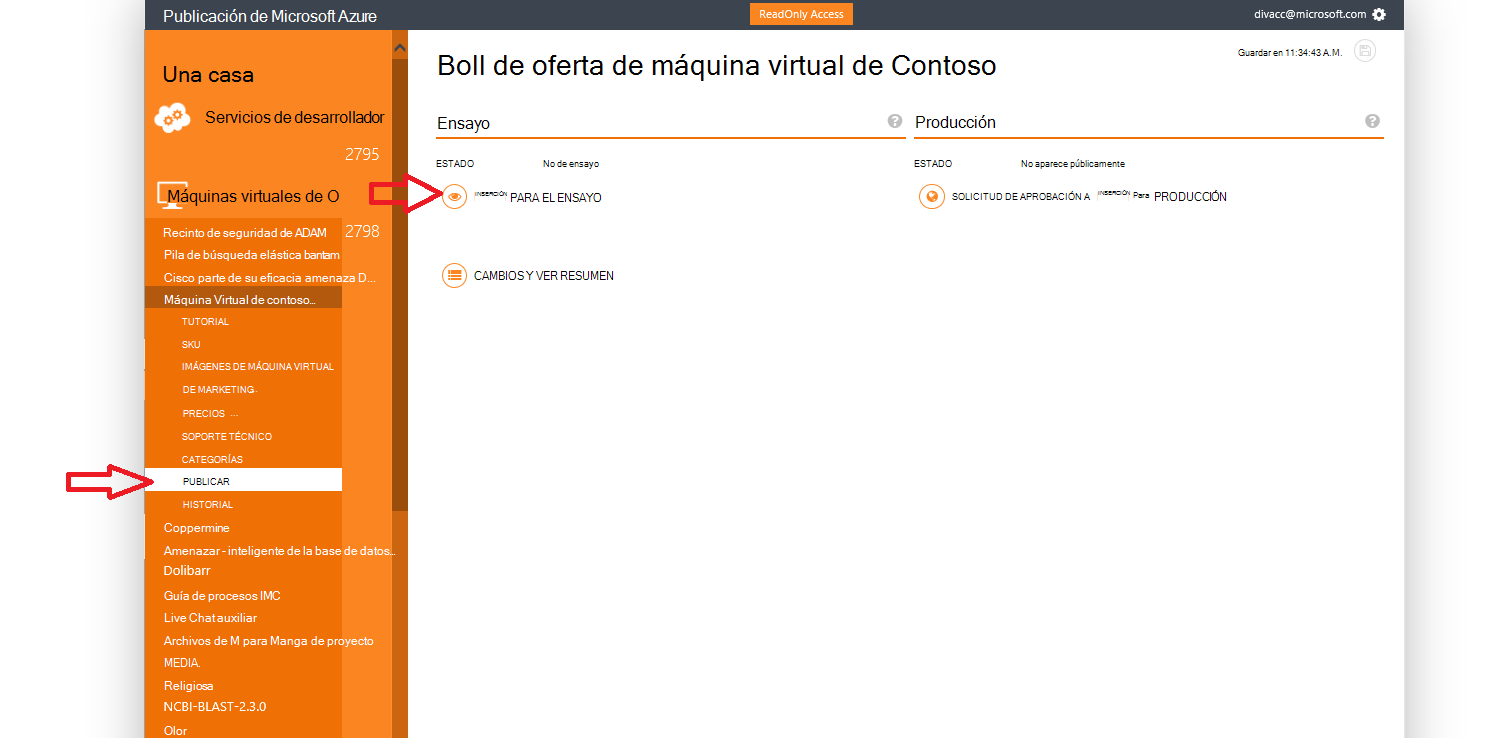 Publicación de Microsoft Azure
ReadOnly Access
divacc@microsoft.com
Una casa
Servicios de desarrollador
2795
Máquinas virtuales de O
2798
Recinto de seguridad de ADAM
Pila de búsqueda elástica bantam
Cisco parte de su eficacia amenaza D...
Máquina Virtual de contoso...
TUTORIAL
SKU
IMÁGENES DE MÁQUINA VIRTUAL
DE MARKETING
PRECIOS ...
SOPORTE TÉCNICO
CATEGORÍAS
PUBLICAR
HISTORIAL
Coppermine
Amenazar - inteligente de la base de datos...
Dolibarr
Guía de procesos IMC
Live Chat auxiliar
Archivos de M para Manga de proyecto
MEDIA.
Religiosa
NCBI-BLAST-2.3.0
Olor
Guardar en 11:34:43 A.M.
Boll de oferta de máquina virtual de Contoso
Ensayo ?
ESTADO No de ensayo
INSERCIÓN PARA EL ENSAYO
CAMBIOS Y VER RESUMEN
Producción ?
ESTADO No aparece públicamente
SOLICITUD DE APROBACIÓN A INSERCIÓN Para PRODUCCIÓN